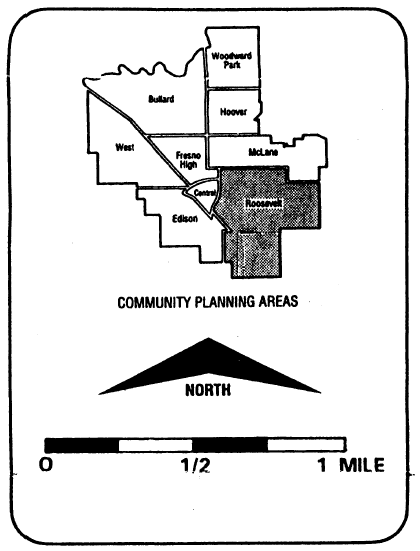 Woodward
Park
Bullard
Hoover
West
Fresno
High
McLane
Central
Roosevelt
Edison
COMMUNITY PLANNING AREAS
NORTH
0 1/2 1 MILE